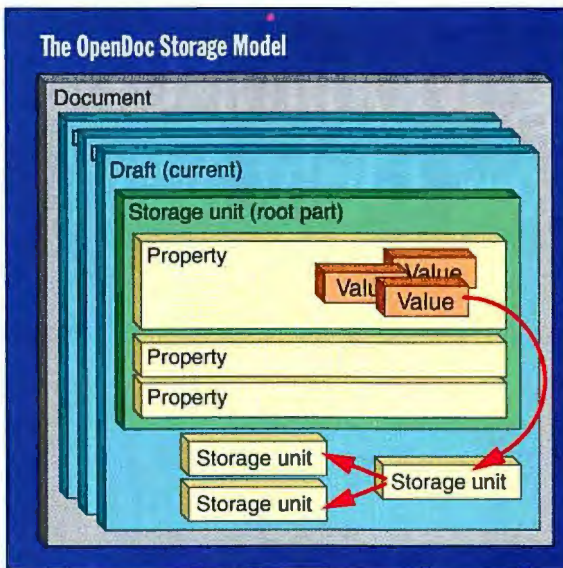 The OpenDoc Storage Model
Document
Draft (current)
Storage unit (root part)
Property
Value
Value
Property
Property
Storage unit
Storage unit
Storage unit